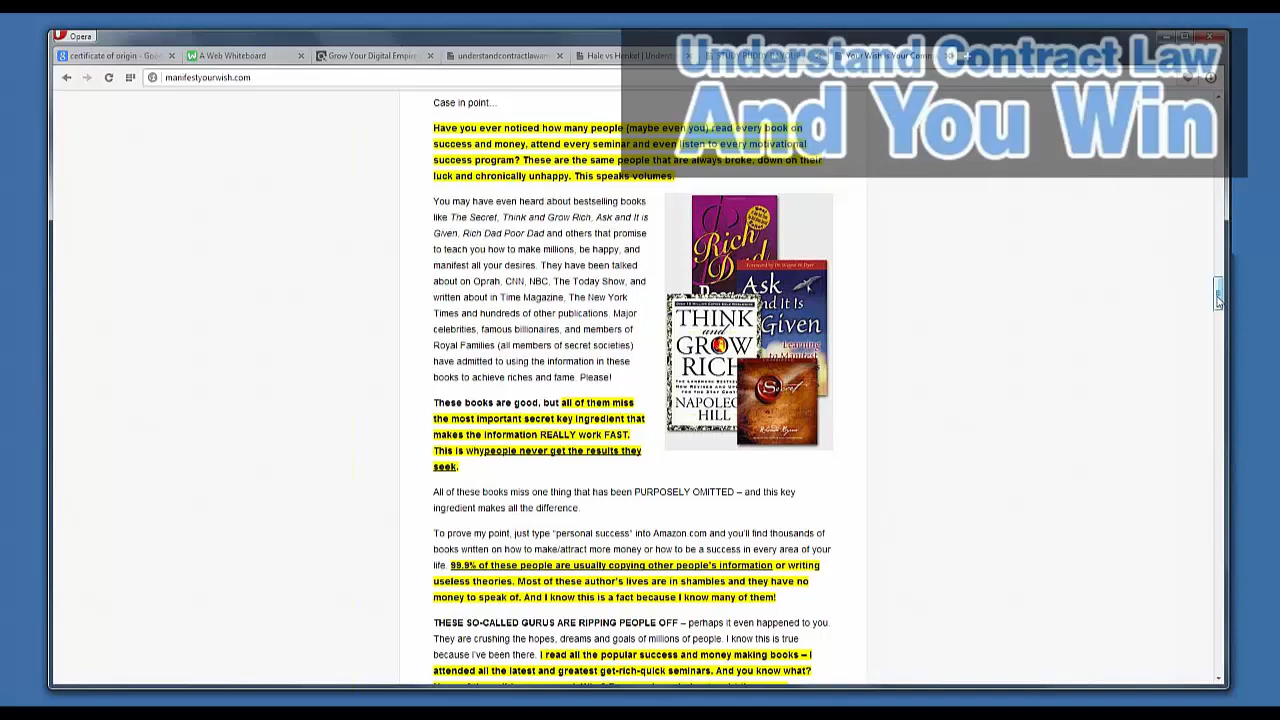 Opera
Understand Contract Law
And You Win
certificate of origin - Goo
A Web Whiteboard
Grow Your Digital Empire
understandcontractlawan
Hale vs Henkel | Underst
Your Wish is Your Comm
manifestyourwish.com
Case in point…
Have you ever noticed how many people (maybe even you) read every book on
success and money, attend every seminar and even listen to every motivational
success program? These are the same people that are always broke, down on their
luck and chronically unhappy. This speaks volumes.
You may have even heard about bestselling books
like The Secret, Think and Grow Rich, Ask and It is
Given, Rich Dad Poor Dad and others that promise
to teach you how to make millions, be happy, and
manifest all your desires. They have been talked
about on Oprah, CNN, NBC, The Today Show, and
written about in Time Magazine, The New York
Times and hundreds of other publications. Major
celebrities, famous billionaires, and members of
Royal Families (all members of secret societies)
have admitted to using the information in these
books to achieve riches and fame. Please!
Rich
Dad
Ask
and It Is
Given
Learning
to Manifest
THINK
and
GROW
RICH
NAPOLEO
HILL
Secret
These books are good, but all of them miss
the most important secret key ingredient that
makes the information REALLY work FAST.
This is whypeople never get the results they
seek.
All of these books miss one thing that has been PURPOSELY OMITTED – and this key
ingredient makes all the difference.
To prove my point, just type “personal success” into Amazon.com and you’ll find thousands of
books written on how to make/attract more money or how to be a success in every area of your
life. 99.9% of these people are usually copying other people’s information or writing
useless theories. Most of these author’s lives are in shambles and they have no
money to speak of. And I know this is a fact because I know many of them!
THESE SO-CALLED GURUS ARE RIPPING PEOPLE OFF – perhaps it even happened to you.
They are crushing the hopes, dreams and goals of millions of people. I know this is true
because I’ve been there. I read all the popular success and money making books – I
attended all the latest and greatest get-rich-quick seminars. And you know what?